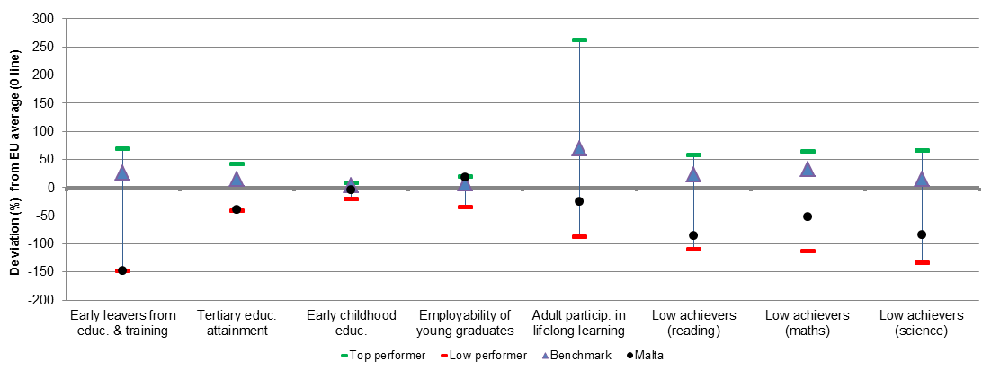 Deviation (%) from EU average (0 line)
300
250
200
150
100
50
0
-50
-100
-150
-200
Early leavers from
educ. & training
Tertiary educ.
attainment
Early childhood
educ.
Employability of
young graduates
Adult particip. in
lifelong learning
Low achievers
(reading)
Low achievers
(maths)
Low achievers
(science)
Top performer
Low performer
Benchmark
Malta